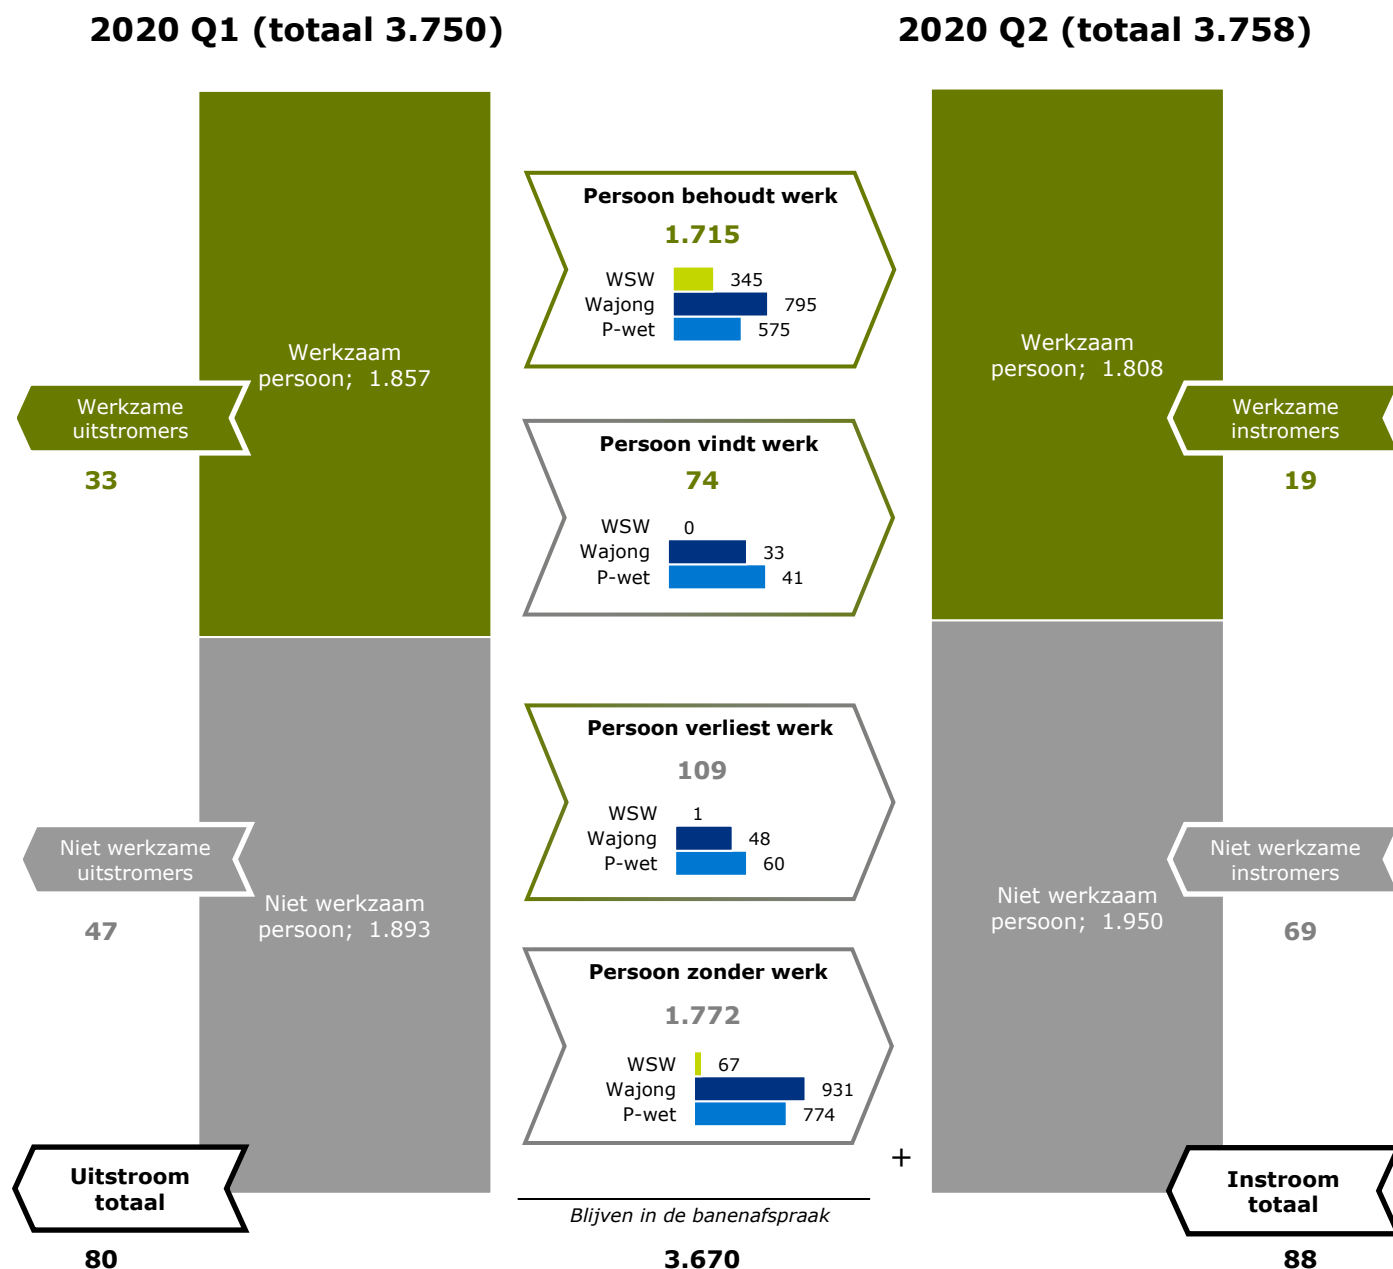 2020 Q1 (totaal 3.750)
2020 Q2 (totaal 3.758)
Werkzaam
persoon; 1.857
Werkzame
uitstromers
33
Niet werkzame
uitstromers
47
Niet werkzaam
persoon; 1.893
Uitstroom
totaal
80
Persoon behoudt werk
1.715
WSW 345
Wajong 795
P-wet 575
Persoon vindt werk
74
WSW 0
Wajong 33
P-wet 41
Persoon verliest werk
109
WSW 1
Wajong 48
P-wet 60
Persoon zonder werk
1.772
WSW 67
Wajong 931
P-wet 774
+
Blijven in de banenafspraak
3.670
Werkzaam
persoon; 1.808
Werkzame
instromers
19
Niet werkzaam
persoon; 1.950
Niet werkzame
instromers
69
Instroom
totaal
88